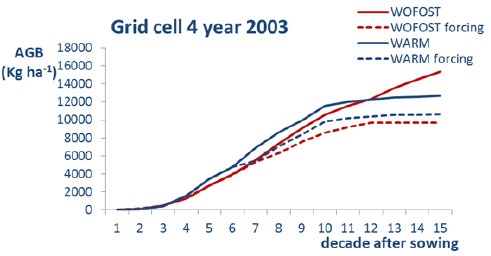 Grid cell 4 year 2003
WOFOST
WOFOST forcing
WARM
WARM forcing
AGB
(Kg ha⁻¹)
18000
16000
14000
12000
10000
8000
6000
4000
2000
0
1 2 3 4 5 6 7 8 9 10 11 12 13 14 15
decade after sowing